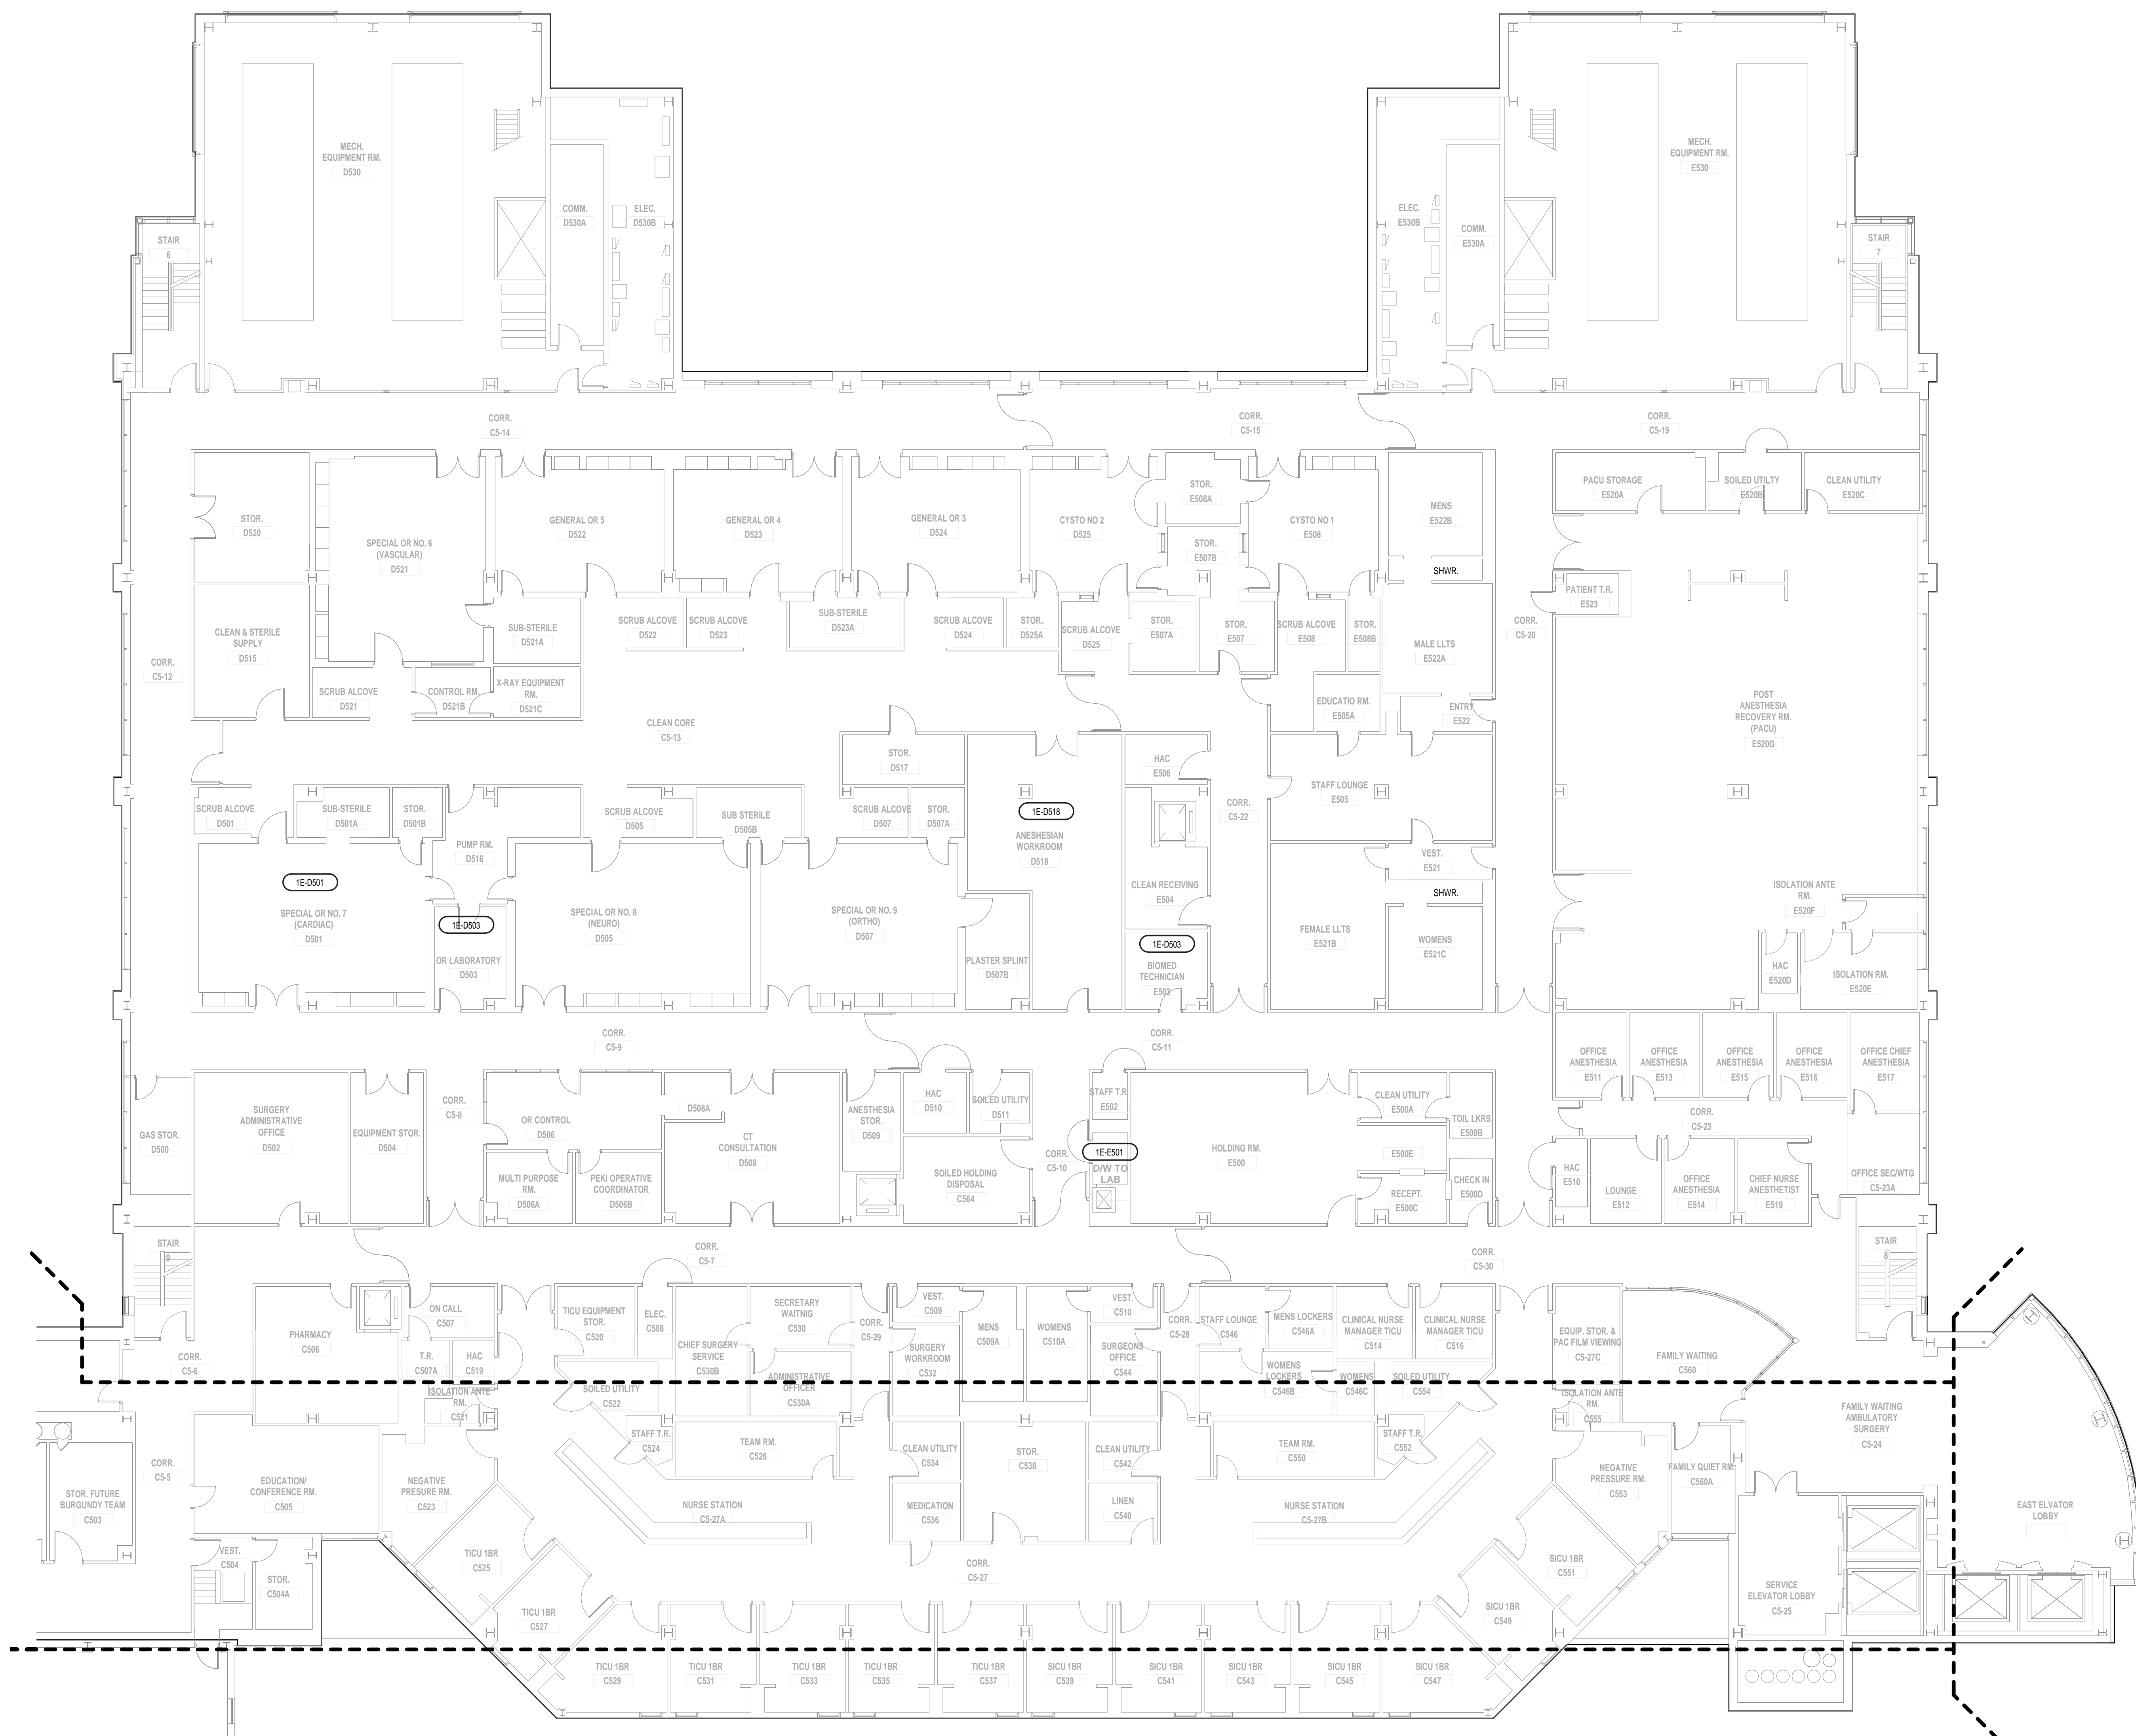 MECH.
EQUIPMENT RM.
D530
MECH.
EQUIPMENT RM.
E530
COMM.
D530A
ELEC.
D530B
ELEC.
E530B
COMM.
E530A
STAIR
6
STAIR
7
CORR.
C5-14
CORR.
C5-15
CORR.
C5-19
STOR.
D520
SPECIAL OR NO. 6
(VASCULAR)
D521
GENERAL OR 5
D522
GENERAL OR 4
D523
GENERAL OR 3
D524
CYSTO NO 2
D525
STOR.
E508A
STOR.
E507B
CYSTO NO 1
E508
MENS
E522B
SHWR.
PACU STORAGE
E520A
SOILED UTILTY
E520B
CLEAN UTILITY
E520C
PATIENT T.R.
E523
CORR.
C5-12
CLEAN & STERILE
SUPPLY
D515
SUB-STERILE
D521A
SCRUB ALCOVE
D522
SCRUB ALCOVE
D523
SUB-STERILE
D523A
SCRUB ALCOVE
D524
STOR.
D525A
SCRUB ALCOVE
D525
STOR.
E507A
STOR.
E507
SCRUB ALCOVE
E508
STOR.
E508B
MALE LLTS
E522A
CORR.
C5-20
SCRUB ALCOVE
D521
CONTROL RM.
D521B
X-RAY EQUIPMENT
RM.
D521C
CLEAN CORE
C5-13
EDUCATIO RM.
E505A
ENTRY
E522
POST
ANESTHESIA
RECOVERY RM.
(PACU)
E520G
STOR.
D517
HAC
E506
STAFF LOUNGE
E505
CORR.
C5-22
SCRUB ALCOVE
D501
SUB-STERILE
D501A
STOR.
D501B
PUMP RM.
D516
SCRUB ALCOVE
D505
SUB STERILE
D505B
SCRUB ALCOVE
D507
STOR.
D507A
1E-D518
ANESHESIAN
WORKROOM
D518
VEST.
E521
SHWR.
1E-D501
SPECIAL OR NO. 7
(CARDIAC)
D501
1E-D503
OR LABORATORY
D503
SPECIAL OR NO. 8
(NEURO)
D505
SPECIAL OR NO. 9
(ORTHO)
D507
PLASTER SPLINT
D507B
CLEAN RECEIVING
E504
1E-D503
BIOMED
TECHNICIAN
E503
FEMALE LLTS
E521B
WOMENS
E521C
ISOLATION ANTE
RM.
E520F
HAC
E520D
ISOLATION RM.
E520E
CORR.
C5-9
CORR.
C5-11
GAS STOR.
D500
SURGERY
ADMINISTRATIVE
OFFICE
D502
EQUIPMENT STOR.
D504
CORR.
C5-8
OR CONTROL
D506
MULTI PURPOSE
RM.
D506A
PEKI OPERATIVE
COORDINATOR
D506B
D508A
CT
CONSULTATION
D508
ANESTHESIA
STOR.
D509
HAC
D510
SOILED UTILITY
D511
SOILED HOLDING
DISPOSAL
C564
CORR.
C5-10
STAFF T.R.
E502
1E-E501
D/W TO
LAB
HOLDING RM.
E500
CLEAN UTILITY
E500A
TOIL LKRS
E500B
E500E
RECEPT.
E500C
CHECK IN
E500D
OFFICE
ANESTHESIA
E511
OFFICE
ANESTHESIA
E513
OFFICE
ANESTHESIA
E515
OFFICE
ANESTHESIA
E516
OFFICE CHIEF
ANESTHESIA
E517
CORR.
C5-23
HAC
E510
LOUNGE
E512
OFFICE
ANESTHESIA
E514
CHIEF NURSE
ANESTHETIST
E519
OFFICE SEC/WTG
C5-23A
STAIR
9
CORR.
C5-7
CORR.
C5-30
STAIR
8
CORR.
C5-6
PHARMACY
C506
ON CALL
C507
T.R.
C507A
HAC
C519
ISOLATION ANTE
RM.
C521
TICU EQUIPMENT
STOR.
C520
ELEC.
C508
CHIEF SURGERY
SERVICE
C530B
SECRETARY
WAITNIG
C530
ADMINISTRATIVE
OFFICER
C530A
CORR.
C5-29
VEST.
C509
SURGERY
WORKROOM
C532
MENS
C509A
WOMENS
C510A
VEST.
C510
SURGEONS
OFFICE
C544
CORR.
C5-28
STAFF LOUNGE
C546
MENS LOCKERS
C546A
WOMENS
LOCKERS
C546B
WOMENS
C546C
CLINICAL NURSE
MANAGER TICU
C514
CLINICAL NURSE
MANAGER TICU
C516
SOILED UTILITY
C554
EQUIP. STOR. &
PAC FILM VIEWING
C5-27C
FAMILY WAITING
C560
ISOLATION ANTE
RM.
C555
FAMILY WAITING
AMBULATORY
SURGERY
C5-24
SOILED UTILITY
C522
STAFF T.R.
C524
TEAM RM.
C526
CLEAN UTILITY
C534
STOR.
C538
CLEAN UTILITY
C542
TEAM RM.
C550
STAFF T.R.
C552
CORR.
C5-5
STOR. FUTURE
BURGUNDY TEAM
C503
EDUCATION/
CONFERENCE RM.
C505
NEGATIVE
PRESURE RM.
C523
NURSE STATION
C5-27A
MEDICATION
C536
LINEN
C540
NURSE STATION
C5-27B
NEGATIVE
PRESSURE RM.
C553
FAMILY QUIET RM.
C560A
EAST ELVATOR
LOBBY
VEST.
C504
STOR.
C504A
TICU 1BR
C525
TICU 1BR
C527
CORR.
C5-27
SICU 1BR
C551
SICU 1BR
C549
SERVICE
ELEVATOR LOBBY
C5-25
TICU 1BR
C529
TICU 1BR
C531
TICU 1BR
C533
TICU 1BR
C535
TICU 1BR
C537
SICU 1BR
C539
SICU 1BR
C541
SICU 1BR
C543
SICU 1BR
C545
SICU 1BR
C547